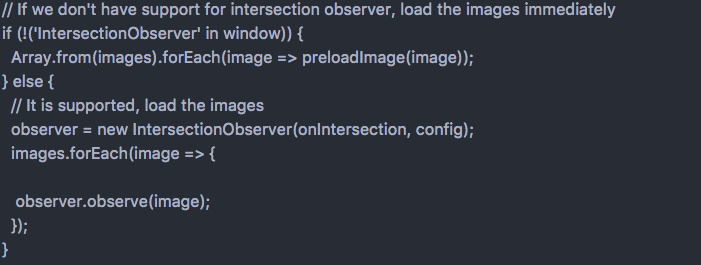 // If we don't have support for intersection observer, load the images immediately
if (!('IntersectionObserver' in window)) {
  Array.from(images).forEach(image => preloadImage(image));
} else {
  // It is supported, load the images
  observer = new IntersectionObserver(onIntersection, config);
  images.forEach(image => {

   observer.observe(image);
  });
}